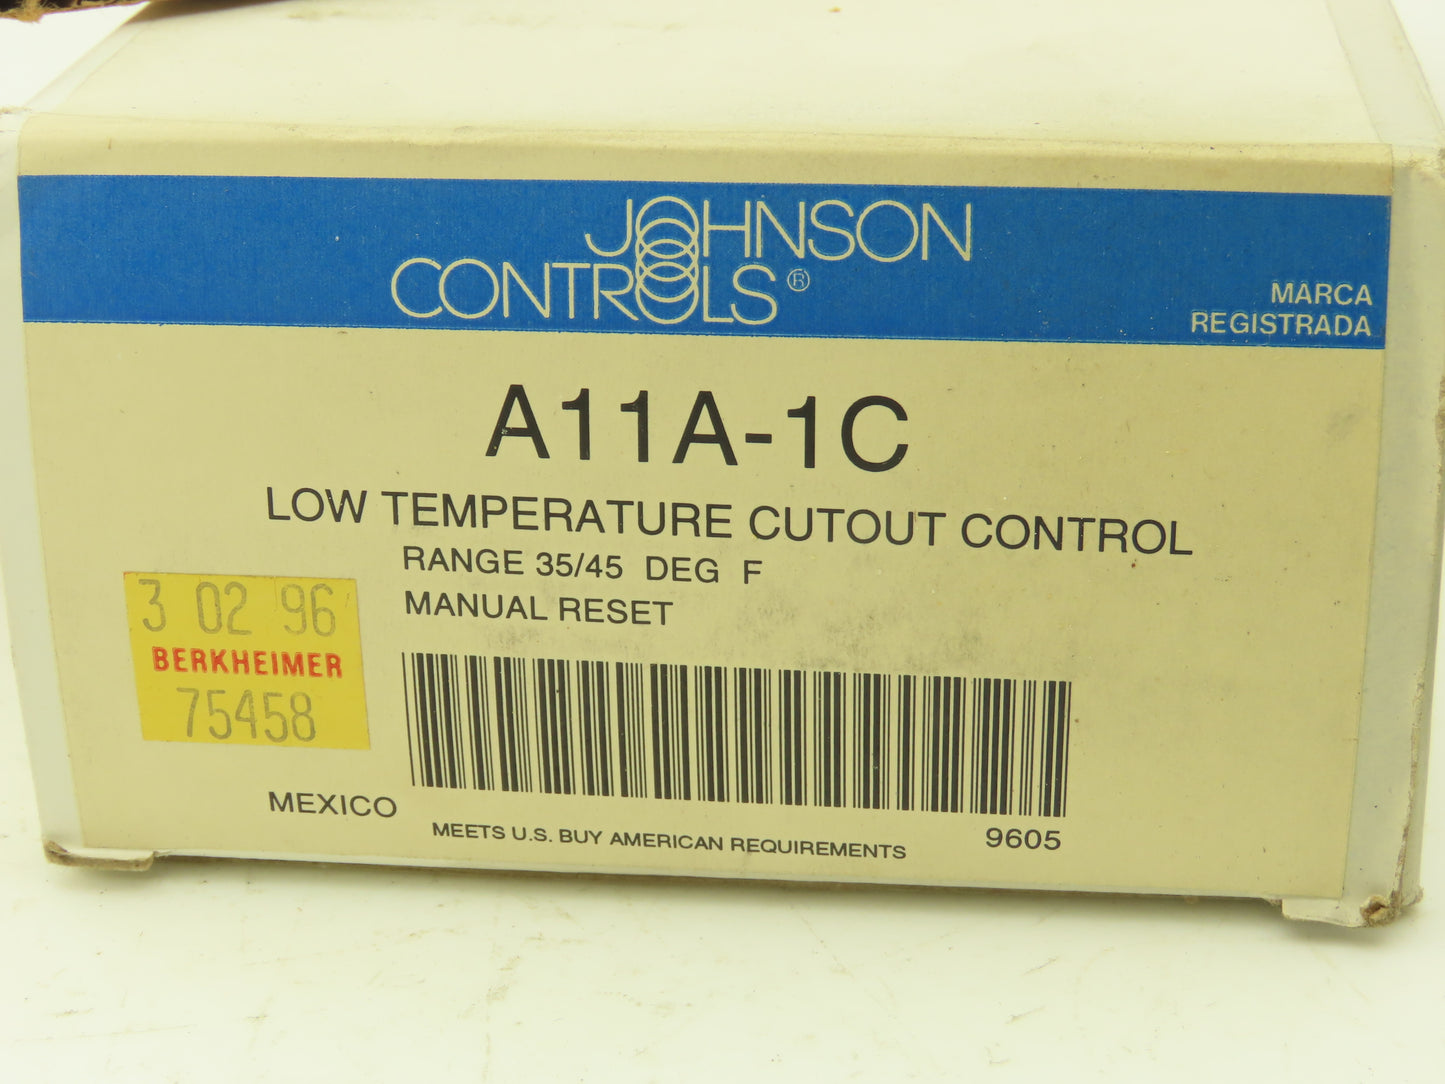 JOHNSON
CONTROLS®
MARCA
REGISTRADA
A11A-1C
LOW TEMPERATURE CUTOUT CONTROL
RANGE 35/45 DEG F
MANUAL RESET
3 02 96
BERKHEIMER
75458
MEXICO
MEETS U.S. BUY AMERICAN REQUIREMENTS
9605